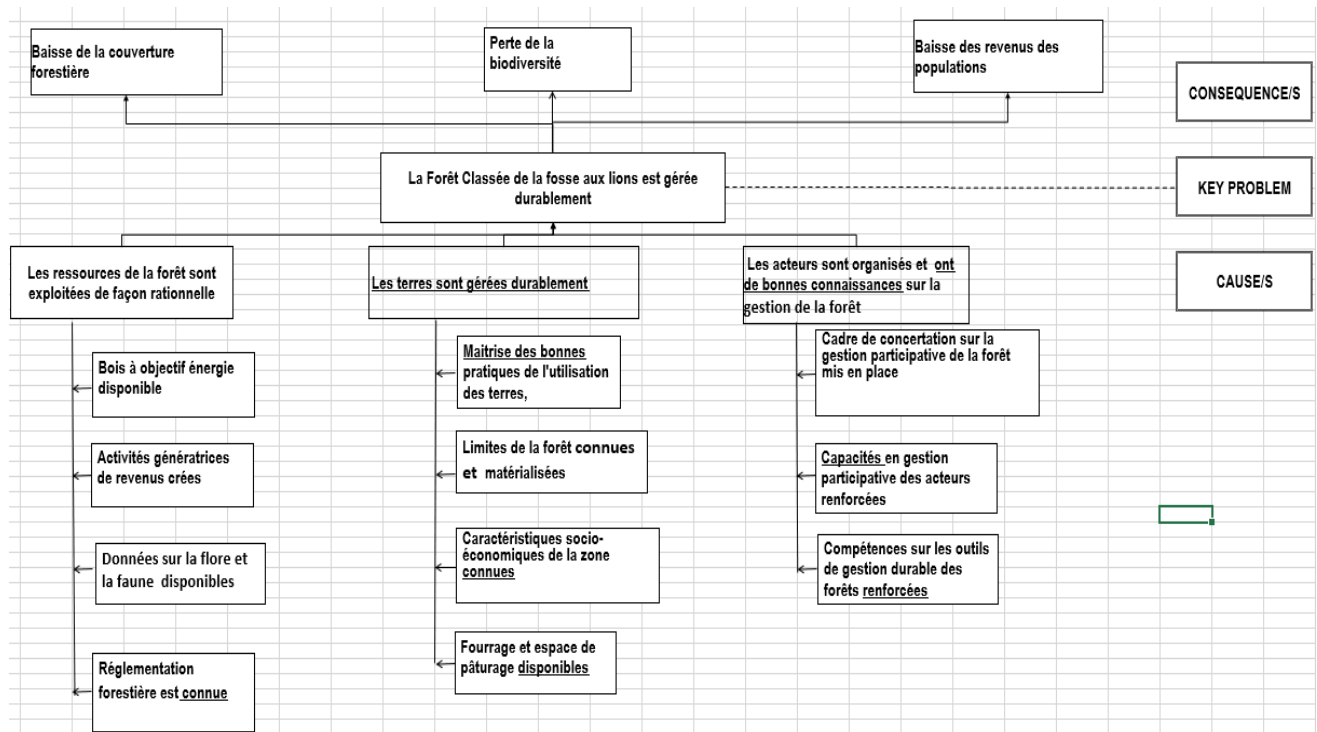 Baisse de la couverture
forestière
Perte de la
biodiversité
Baisse des revenus des
populations
CONSEQUENCE/S
La Forêt Classée de la fosse aux lions est gérée
durablement
KEY PROBLEM
Les ressources de la forêt sont
exploitées de façon rationnelle
Les terres sont gérées durablement
Les acteurs sont organisés et ont
de bonnes connaissances sur la
gestion de la forêt
CAUSE/S
Bois à objectif énergie
disponible
Activités génératrices
de revenus crées
Données sur la flore et
la faune disponibles
Réglementation
forestière est connue
Maitrise des bonnes
pratiques de l'utilisation
des terres,
Limites de la forêt connues
et matérialisées
Caractéristiques socio-
économiques de la zone
connues
Fourrage et espace de
pâturage disponibles
Cadre de concertation sur la
gestion participative de la forêt
mis en place
Capacités en gestion
participative des acteurs
renforcées
Compétences sur les outils
de gestion durable des
forêts renforcées